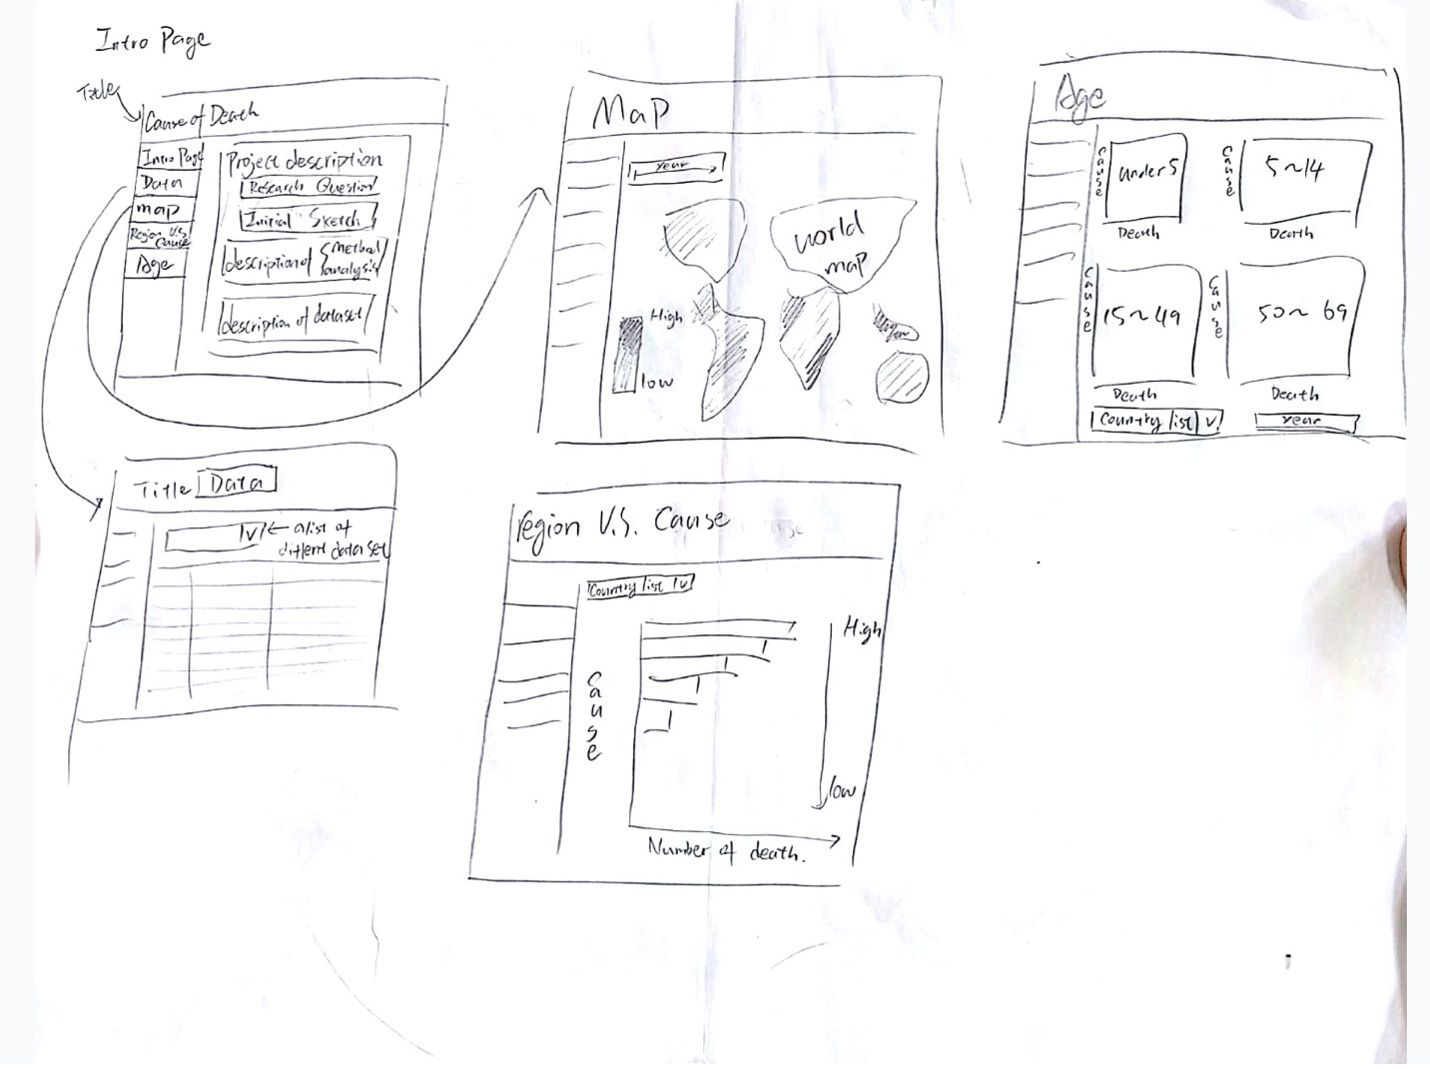 Intro Page
Title
Cause of Death
Intro Page
Data
map
Region V.S.
Cause
Age
Project description
Research Question
Initial Sketch
description of { method
analysis
description of dataset
Map
year
world
map
High
low
Age
Cause
under 5
Death
Cause
5~14
Death
Cause
15~49
Death
Cause
50~69
Death
Country list V
year
Title Data
V ← a list of
different data set
region V.S. Cause
Country list V
Cause
High
low
Number of death.